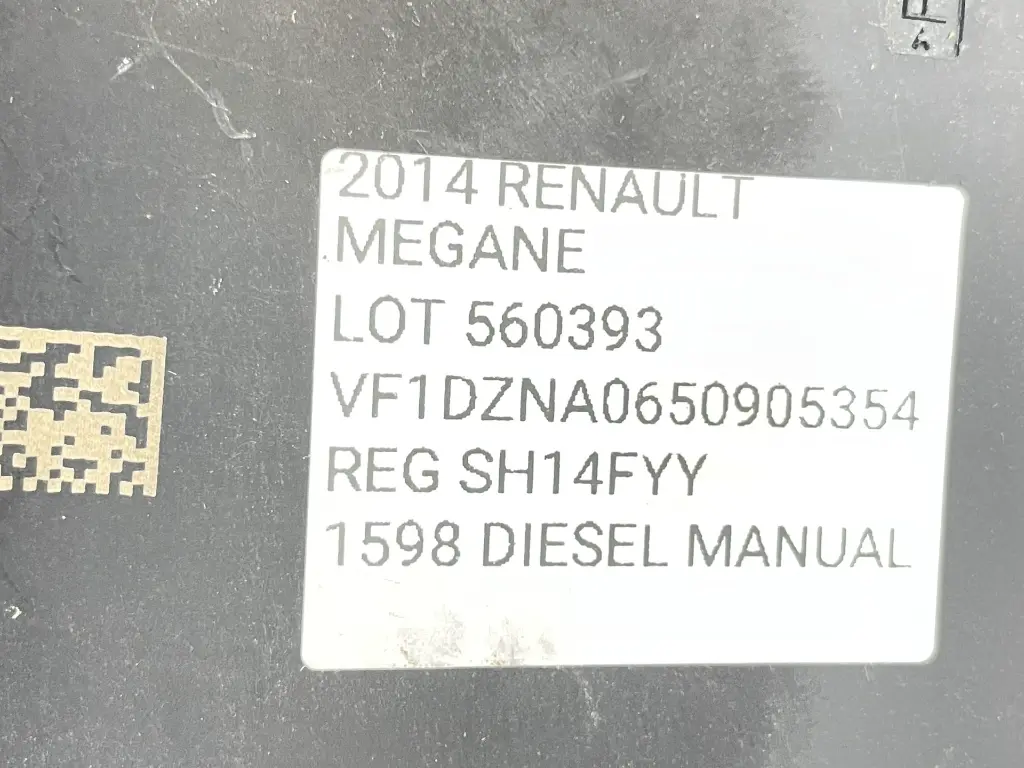 2014 RENAULT
MEGANE
LOT 560393
VF1DZNA0650905354
REG SH14FYY
1598 DIESEL MANUAL